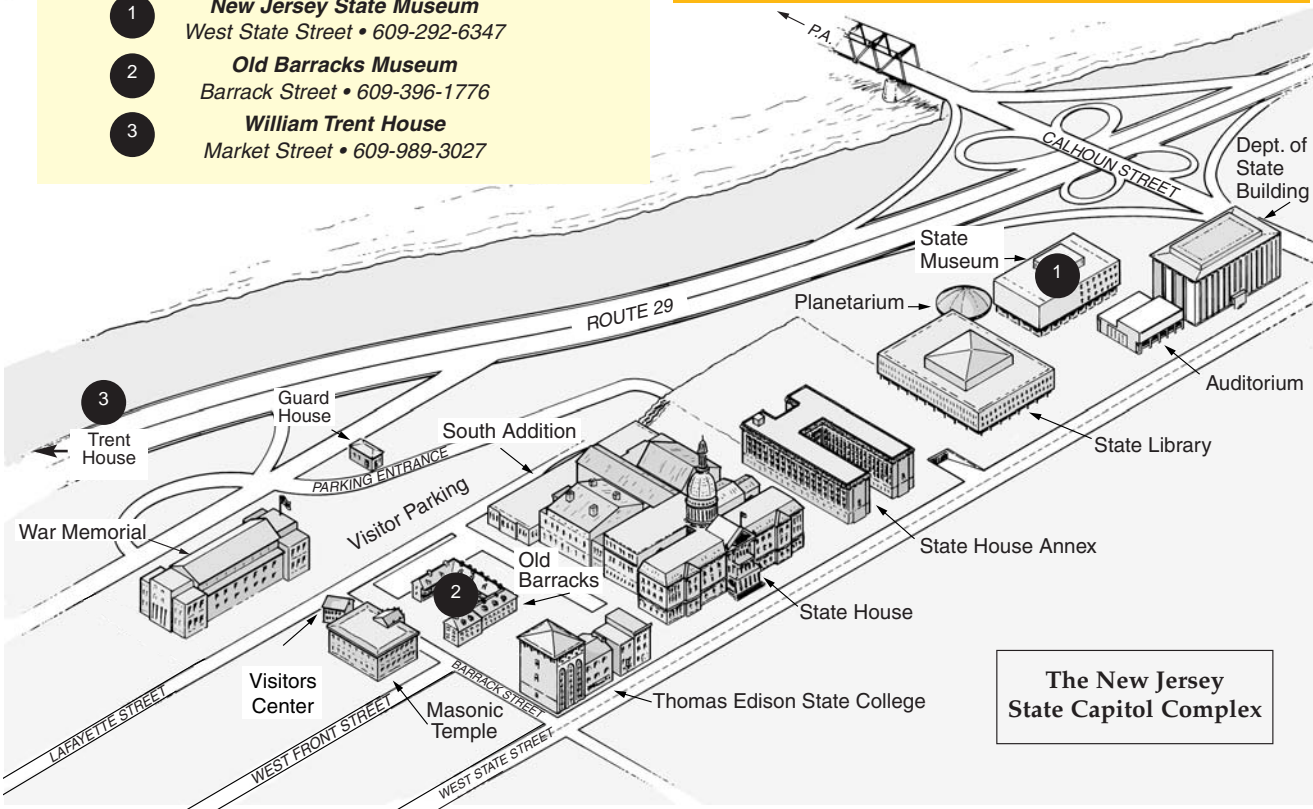 1
New Jersey State Museum
West State Street • 609-292-6347
2
Old Barracks Museum
Barrack Street • 609-396-1776
3
William Trent House
Market Street • 609-989-3027
P.A.
CALHOUN STREET
Dept. of
State
Building
State
Museum
1
Planetarium
ROUTE 29
Auditorium
State Library
3
Trent
House
Guard
House
South Addition
PARKING ENTRANCE
Visitor Parking
War Memorial
State House Annex
Old
Barracks
2
State House
Visitors
Center
BARRACK STREET
Thomas Edison State College
Masonic
Temple
LAFAYETTE STREET
WEST FRONT STREET
WEST STATE STREET
The New Jersey
State Capitol Complex